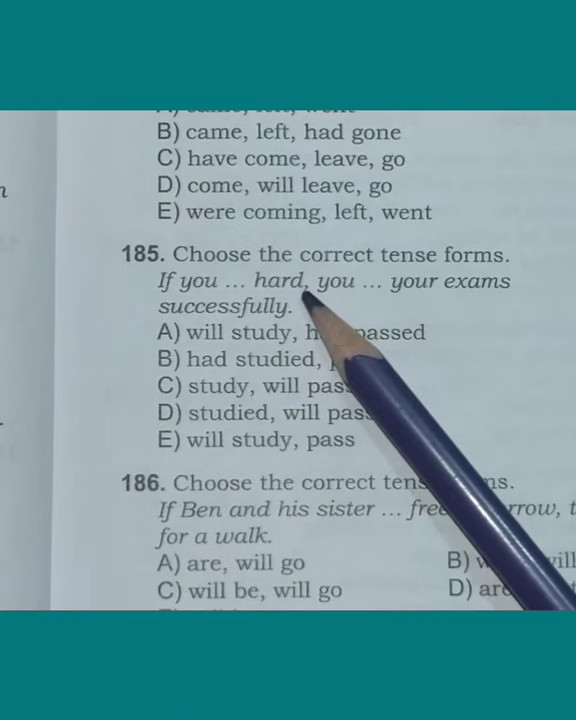 B) came, left, had gone
C) have come, leave, go
D) come, will leave, go
E) were coming, left, went
185. Choose the correct tense forms.
If you ... hard, you ... your exams
successfully.
A) will study, passed
B) had studied,
C) study, will pass
D) studied, will pass
E) will study, pass
186. Choose the correct
If Ben and his sister ...
for a walk.
A) are, will go
B)
C) will be, will go
D)